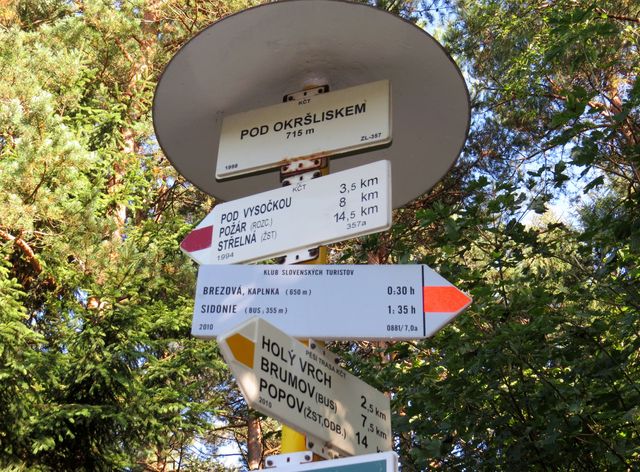 KČT
POD OKRŠLISKEM
715 m
1998 ZL-357
KČT
POD VYSOČKOU 3,5 km
POŽÁR (ROZC.) 8 km
STŘELNÁ (ŽST) 14,5 km
1994 357a
KLUB SLOVENSKÝCH TURISTOV
BREZOVÁ, KAPLNKA (650 m) 0:30 h
SIDONIE (BUS, 355 m) 1:35 h
2010 0881/7,0a
PĚŠÍ TRASA KČT
HOLÝ VRCH 2,5 km
BRUMOV (BUS) 7,5 km
POPOV (ŽST, ODB.) 14
2010